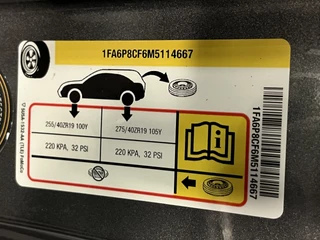 1FA6P8CF6M5114667
255/40ZR19 100Y
275/40ZR19 105Y
220 KPA, 32 PSI
220 KPA, 32 PSI
1FA6P8CF6M5114667